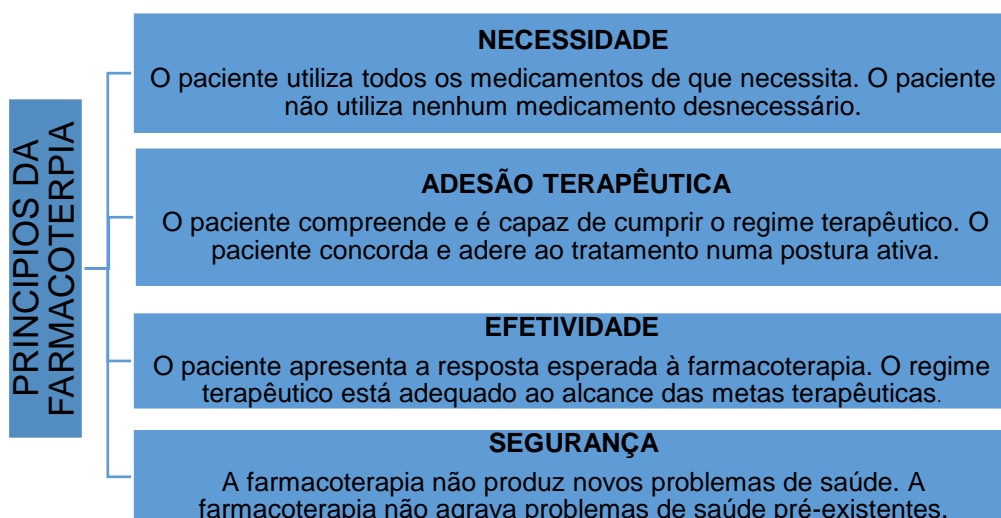 PRINCIPIOS DA
FARMACOTERPIA
NECESSIDADE
O paciente utiliza todos os medicamentos de que necessita. O paciente
não utiliza nenhum medicamento desnecessário.
ADESÃO TERAPÊUTICA
O paciente compreende e é capaz de cumprir o regime terapêutico. O
paciente concorda e adere ao tratamento numa postura ativa.
EFETIVIDADE
O paciente apresenta a resposta esperada à farmacoterapia. O regime
terapêutico está adequado ao alcance das metas terapêuticas.
SEGURANÇA
A farmacoterapia não produz novos problemas de saúde. A
farmacoterapia não agrava problemas de saúde pré-existentes.